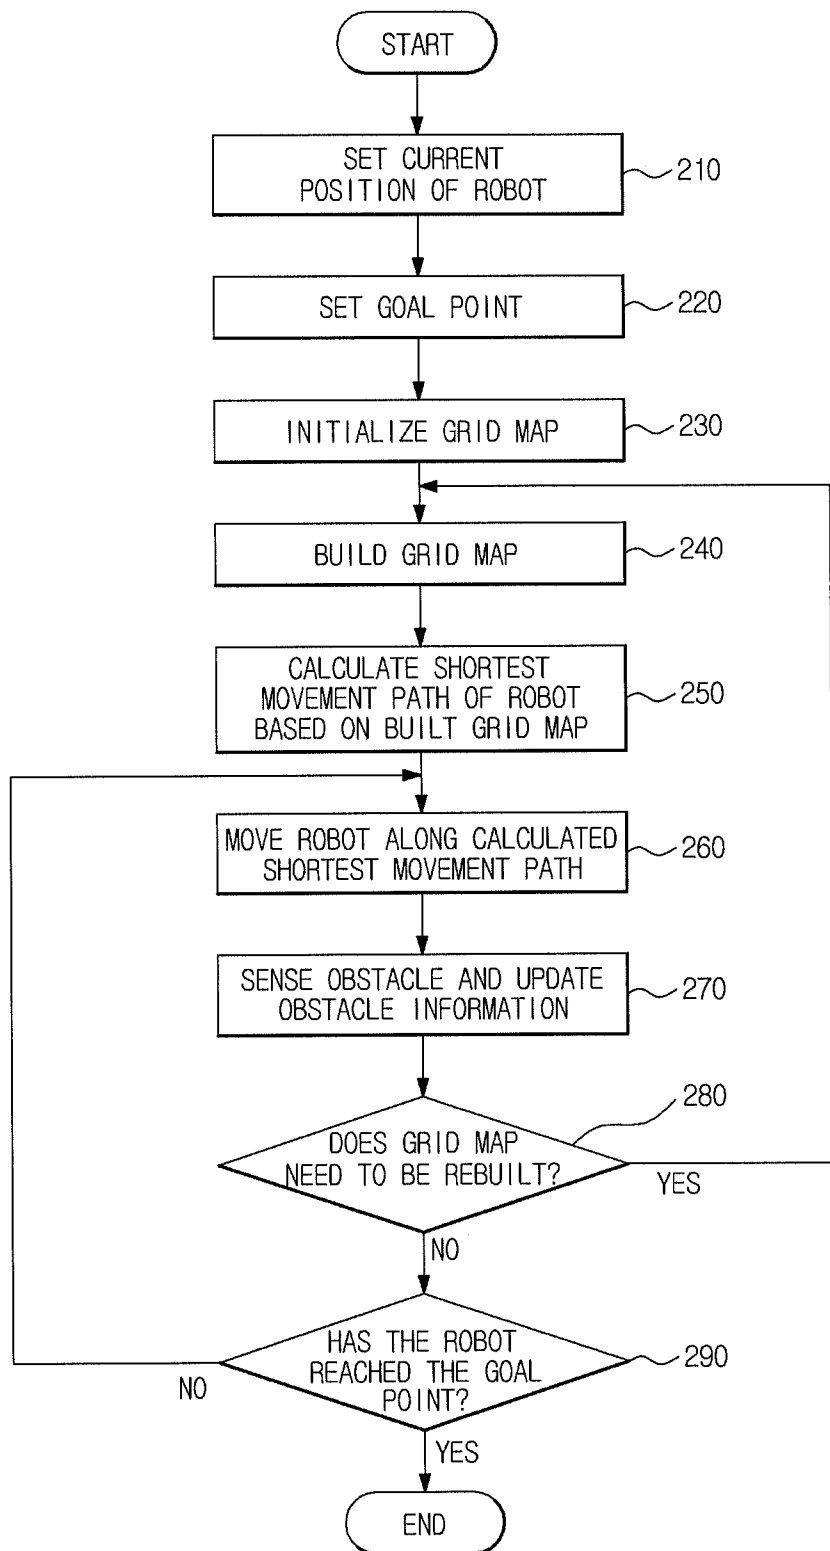 START
SET CURRENT
POSITION OF ROBOT
210
SET GOAL POINT
220
INITIALIZE GRID MAP
230
BUILD GRID MAP
240
CALCULATE SHORTEST
MOVEMENT PATH OF ROBOT
BASED ON BUILT GRID MAP
250
MOVE ROBOT ALONG CALCULATED
SHORTEST MOVEMENT PATH
260
SENSE OBSTACLE AND UPDATE
OBSTACLE INFORMATION
270
280
DOES GRID MAP
NEED TO BE REBUILT?
YES
NO
HAS THE ROBOT
REACHED THE GOAL
POINT?
290
NO
YES
END